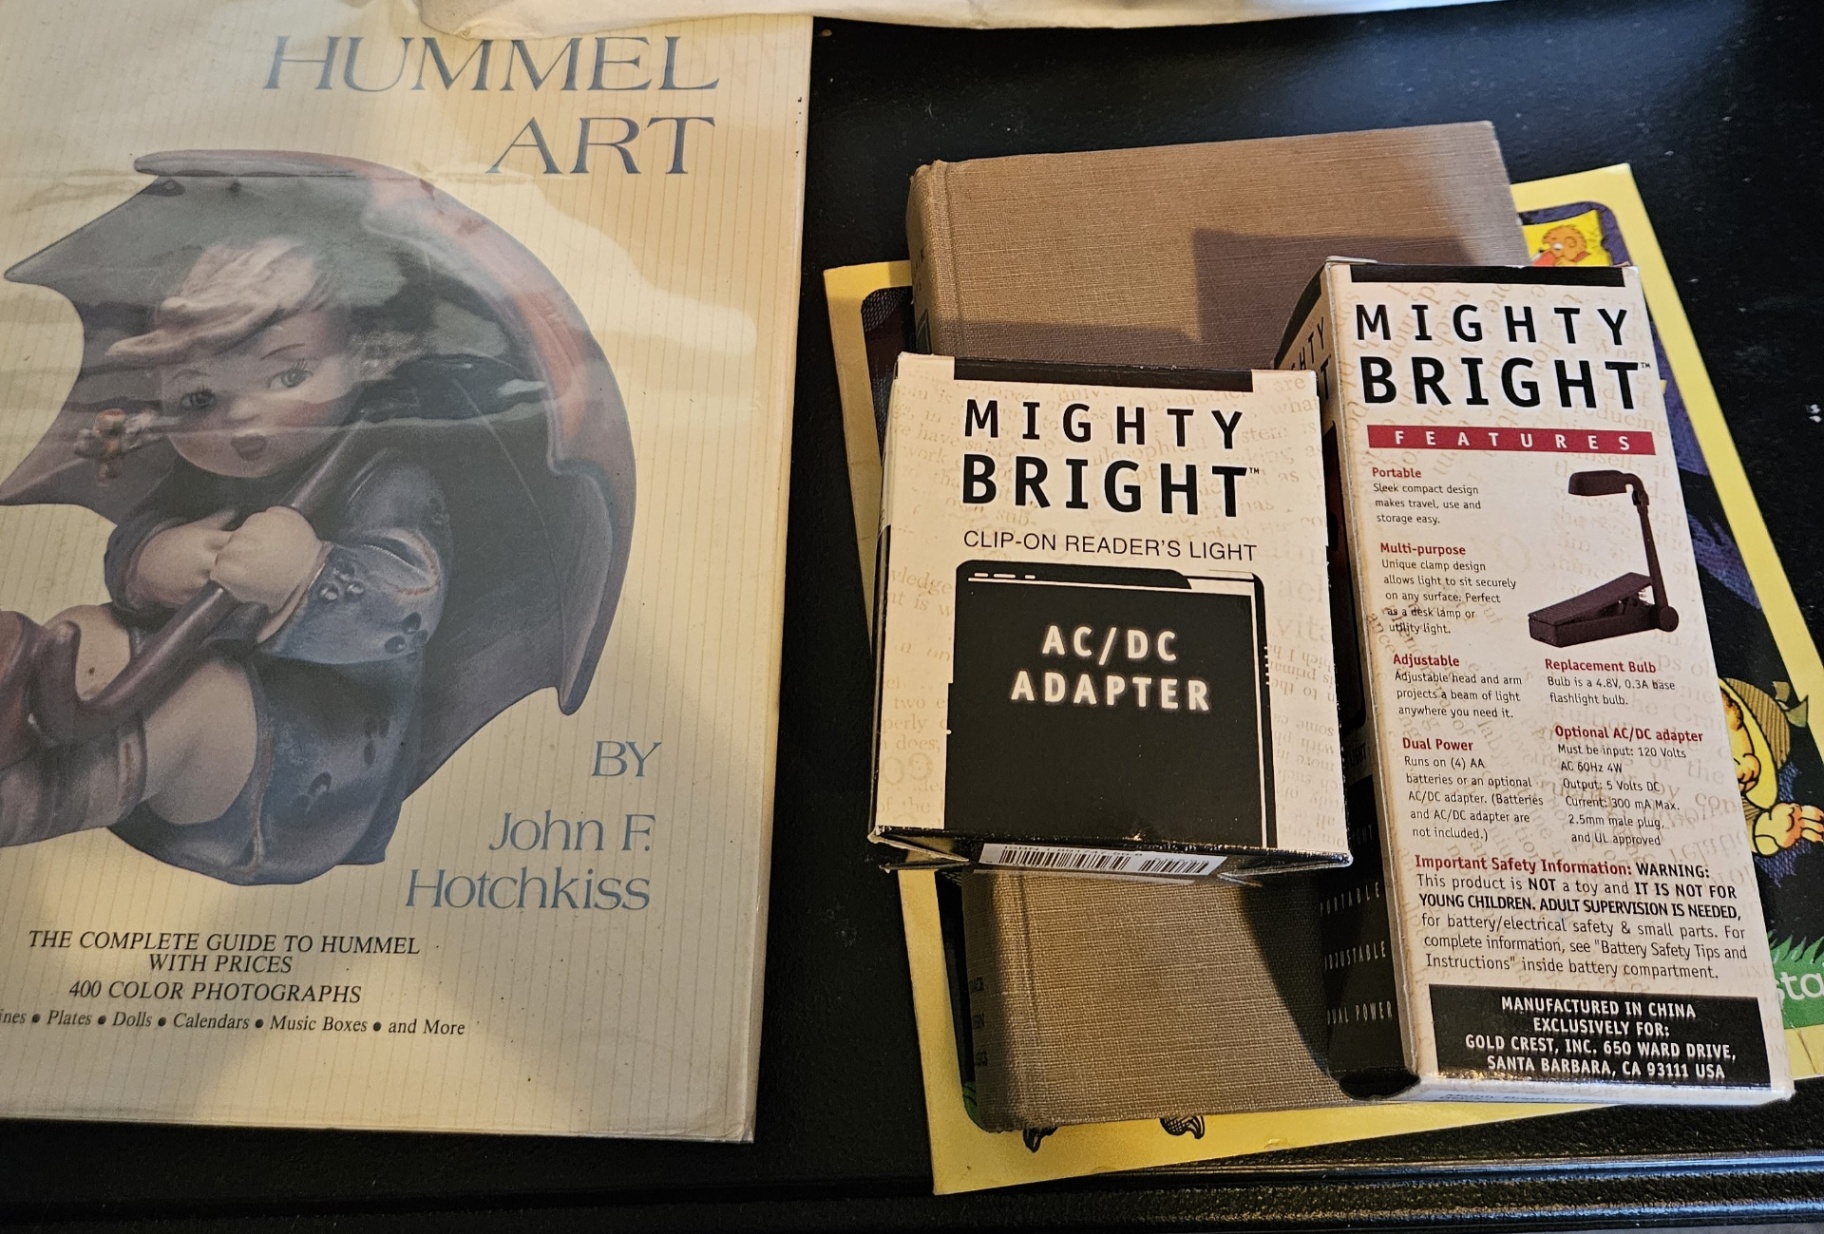 HUMMEL
ART
BY
John F.
Hotchkiss
THE COMPLETE GUIDE TO HUMMEL
WITH PRICES
400 COLOR PHOTOGRAPHS
• Plates • Dolls • Calendars • Music Boxes • and More
MIGHTY
BRIGHT™
CLIP-ON READER'S LIGHT
AC/DC
ADAPTER
MIGHTY
BRIGHT™
FEATURES
Portable
Sleek compact design
makes travel, use and
storage easy.
Multi-purpose
Unique clamp design
allows light to sit securely
on any surface. Perfect
as a desk lamp or
utility light.
Adjustable
Adjustable head and arm
projects a beam of light
anywhere you need it.
Dual Power
Runs on (4) AA
batteries or an optional
AC/DC adapter. (Batteries
and AC/DC adapter are
not included.)
Replacement Bulb
Bulb is a 4.8V, 0.3A base
flashlight bulb.
Optional AC/DC adapter
Must be input: 120 Volts
AC 60Hz 4W
Output: 5 Volts DC
Current: 300 mA Max.
2.5mm male plug.
and UL approved
Important Safety Information: WARNING:
This product is NOT a toy and IT IS NOT FOR
YOUNG CHILDREN. ADULT SUPERVISION IS NEEDED,
for battery/electrical safety & small parts. For
complete information, see "Battery Safety Tips and
Instructions" inside battery compartment.
MANUFACTURED IN CHINA
EXCLUSIVELY FOR:
GOLD CREST, INC. 650 WARD DRIVE,
SANTA BARBARA, CA 93111 USA
PORTABLE
ADJUSTABLE
DUAL POWER